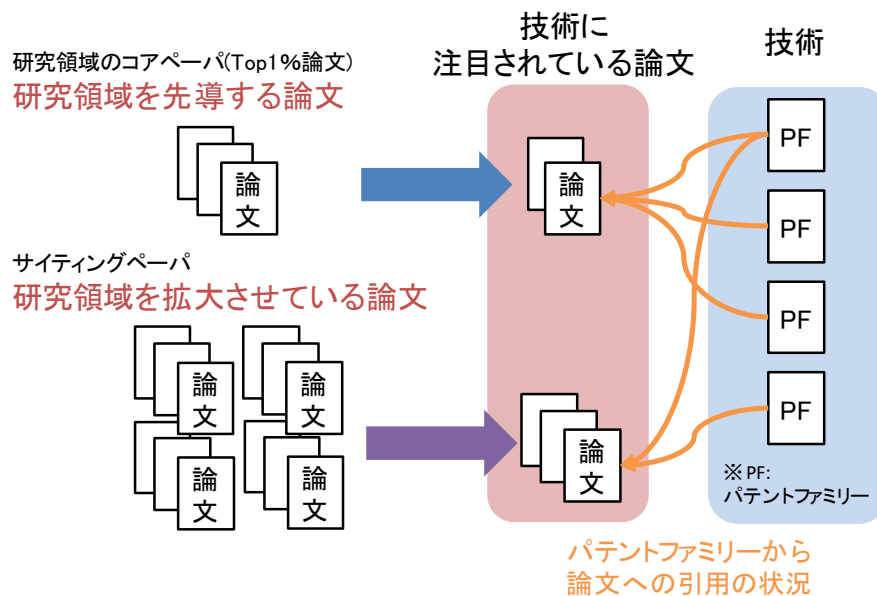 研究領域のコアペーパ(Top1%論文)
研究領域を先導する論文
論
文
サイティングペーパ
研究領域を拡大させている論文
論
文
論
文
論
文
論
文
技術に
注目されている論文
論
文
論
文
技術
PF
PF
PF
PF
※PF:
パテントファミリー
パテントファミリーから
論文への引用の状況